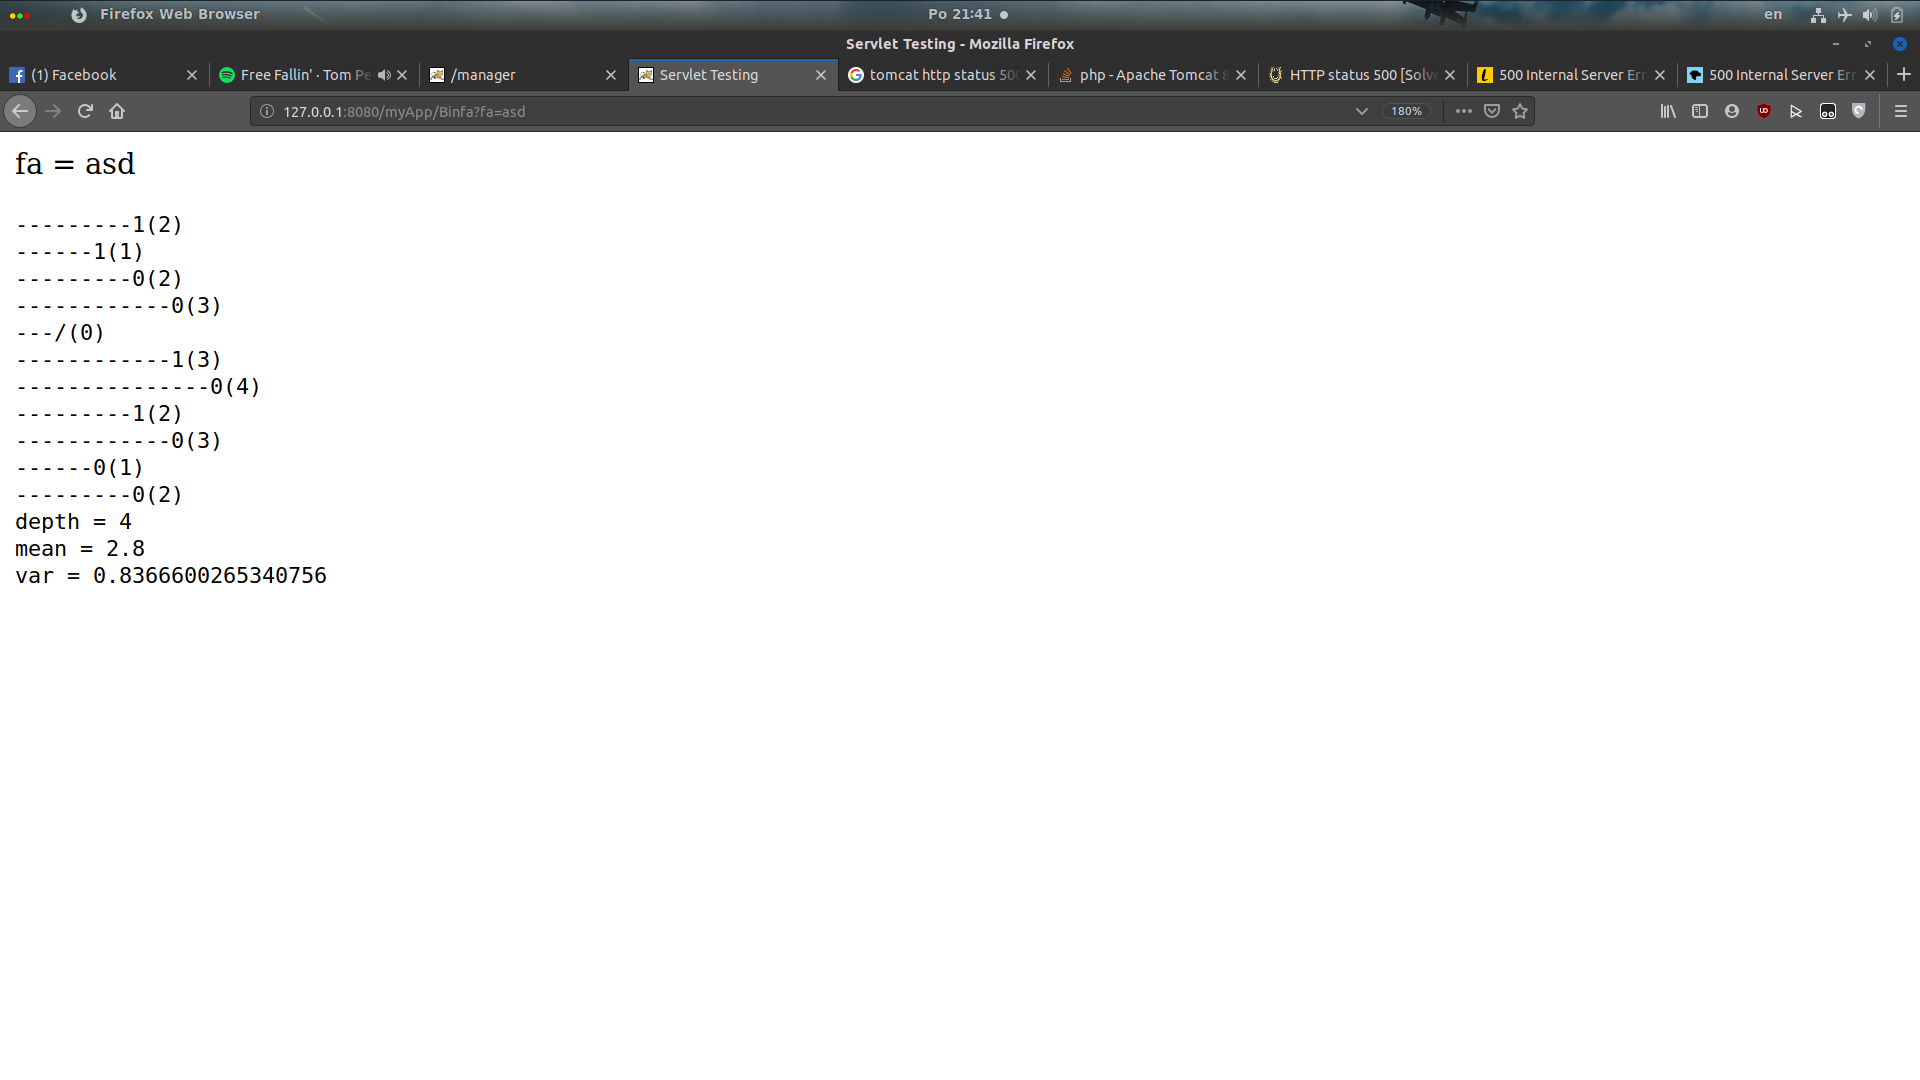 Firefox Web Browser
Po 21:41
en
Servlet Testing - Mozilla Firefox
(1) Facebook
Free Fallin' · Tom Pe
/manager
Servlet Testing
tomcat http status 50
php - Apache Tomcat 8
HTTP status 500 [Solve
500 Internal Server Err
500 Internal Server Err
127.0.0.1:8080/myApp/Binfa?fa=asd
180%
fa = asd
---------1(2)
------1(1)
---------0(2)
------------0(3)
---/(0)
------------1(3)
---------------0(4)
---------1(2)
------------0(3)
------0(1)
---------0(2)
depth = 4
mean = 2.8
var = 0.8366600265340756